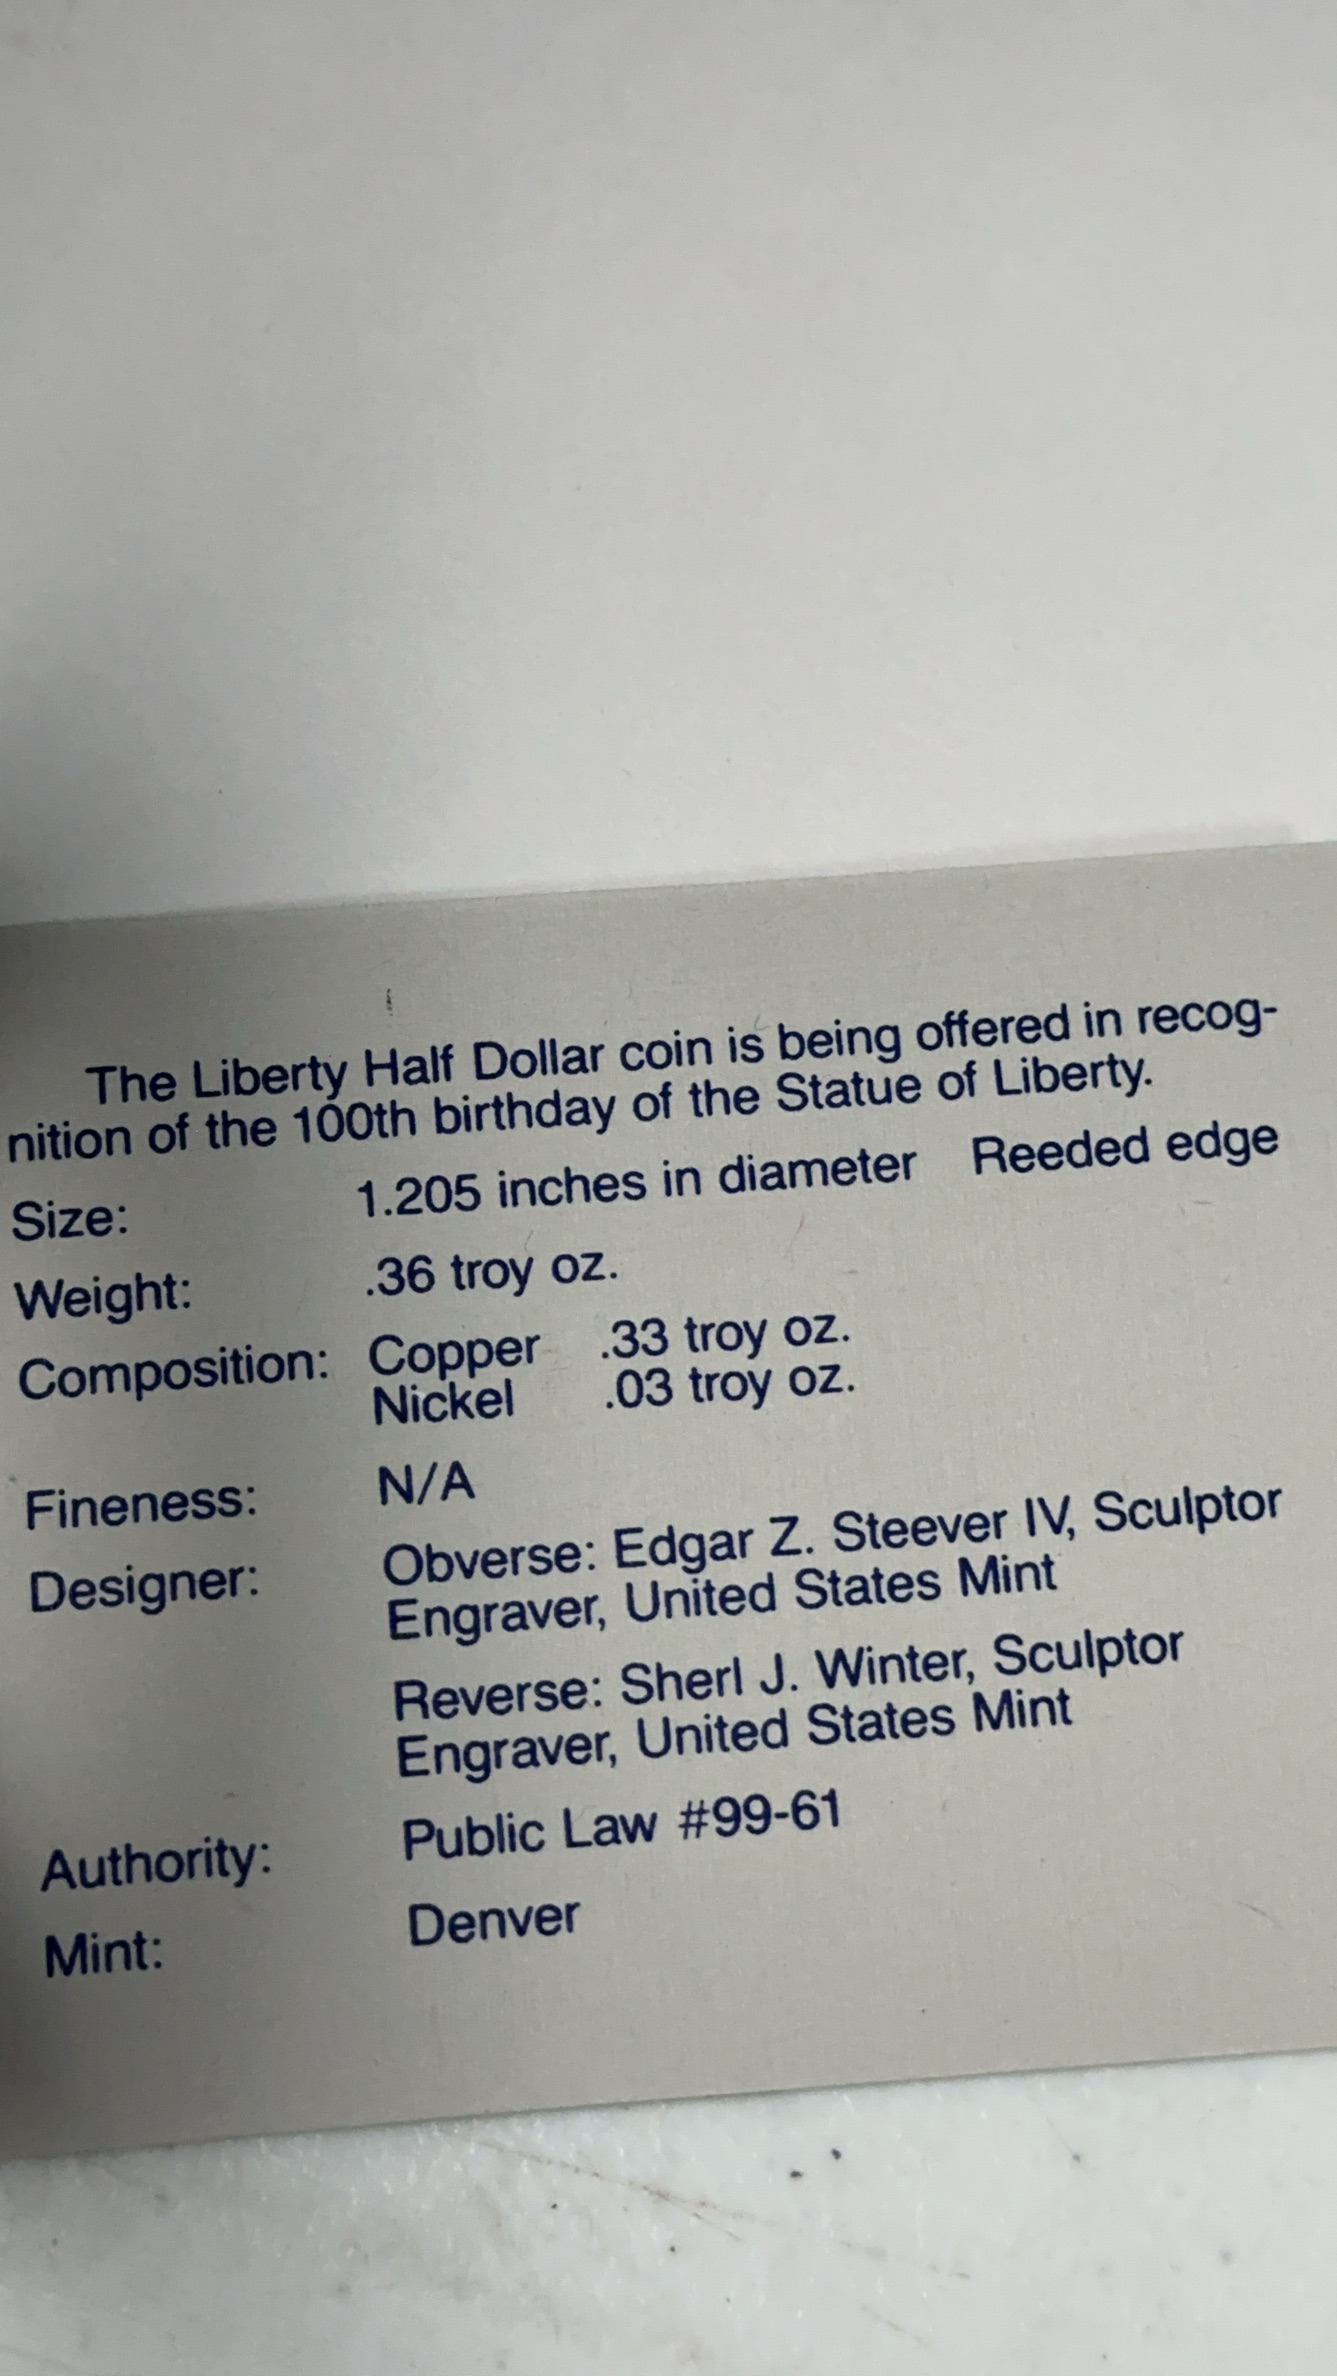 The Liberty Half Dollar coin is being offered in recog-
nition of the 100th birthday of the Statue of Liberty.
Size: 1.205 inches in diameter Reeded edge
Weight: .36 troy oz.
Composition: Copper .33 troy oz.
Nickel .03 troy oz.
Fineness: N/A
Designer: Obverse: Edgar Z. Steever IV, Sculptor
Engraver, United States Mint
Reverse: Sherl J. Winter, Sculptor
Engraver, United States Mint
Authority: Public Law #99-61
Mint: Denver